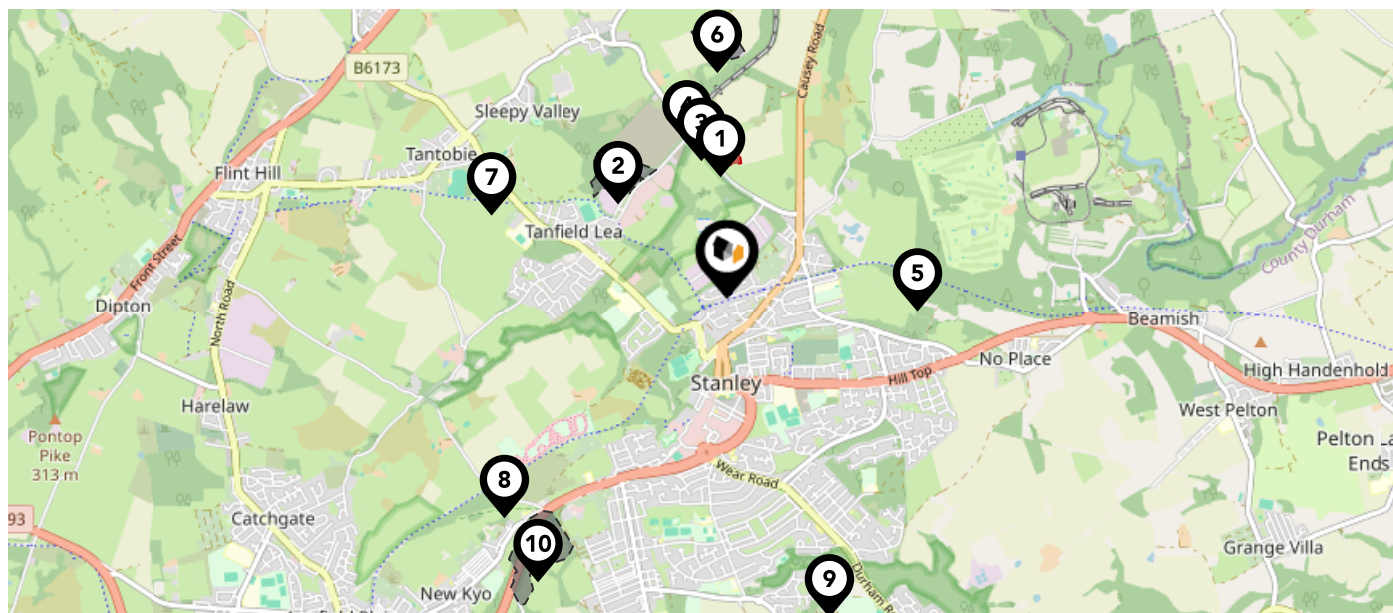 6
Causey Road
B6173
4
3
1
Sleepy Valley
Tantobie
2
Flint Hill
7
Tanfield Lea
County Durham
Front Street
5
Dipton
North Road
Beamish
No Place
Hill Top
High Handenhold
Stanley
Harelaw
West Pelton
Pontop
Pike
313 m
Pelton La
Ends
8
Wear Road
93
Catchgate
10
Grange Villa
9
Durham R
New Kyo